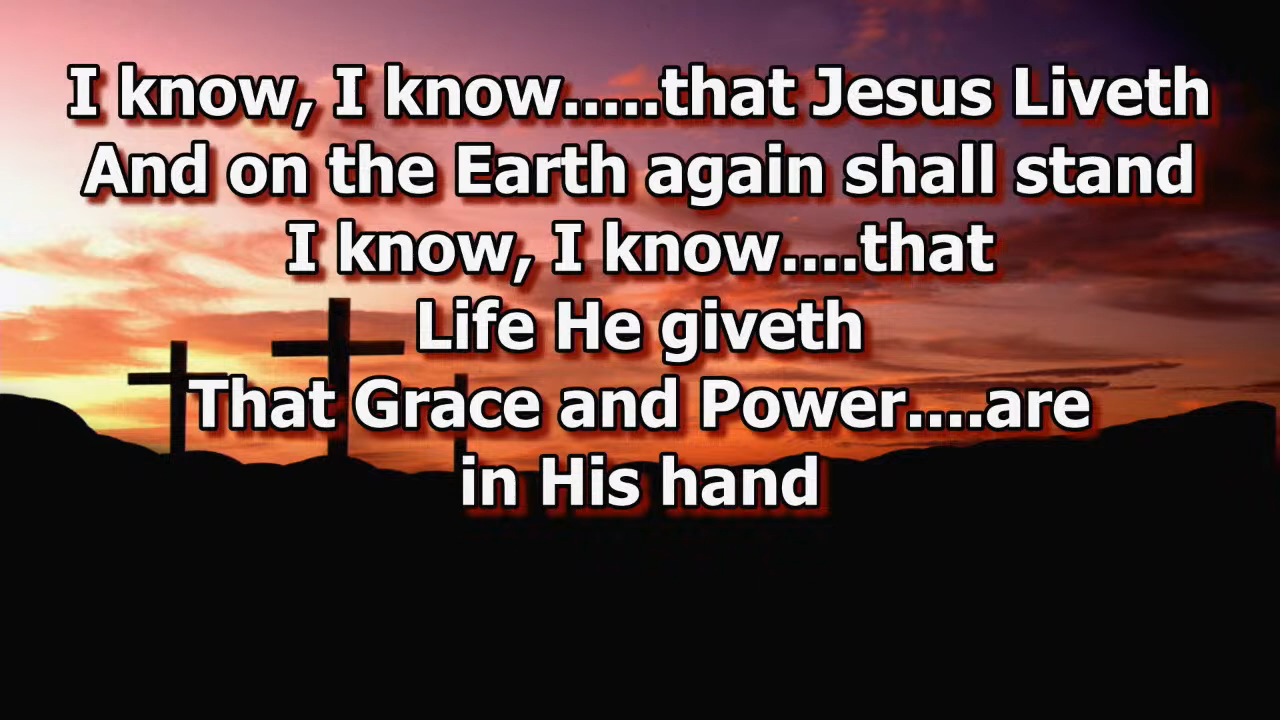 I know, I know.....that Jesus Liveth
And on the Earth again shall stand
I know, I know....that
Life He giveth
That Grace and Power....are
in His hand